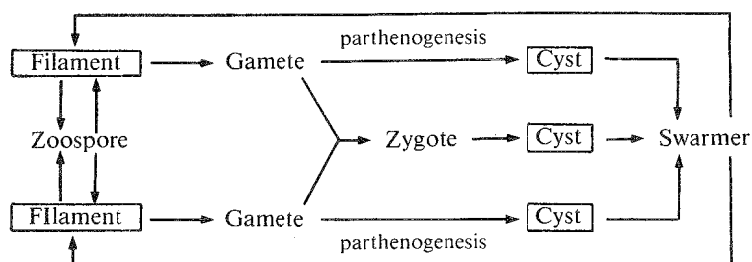 parthenogenesis
Filament Gamete Cyst
Zoospore Zygote Cyst Swarmer
FIlament Gamete Cyst
parthenogenesis